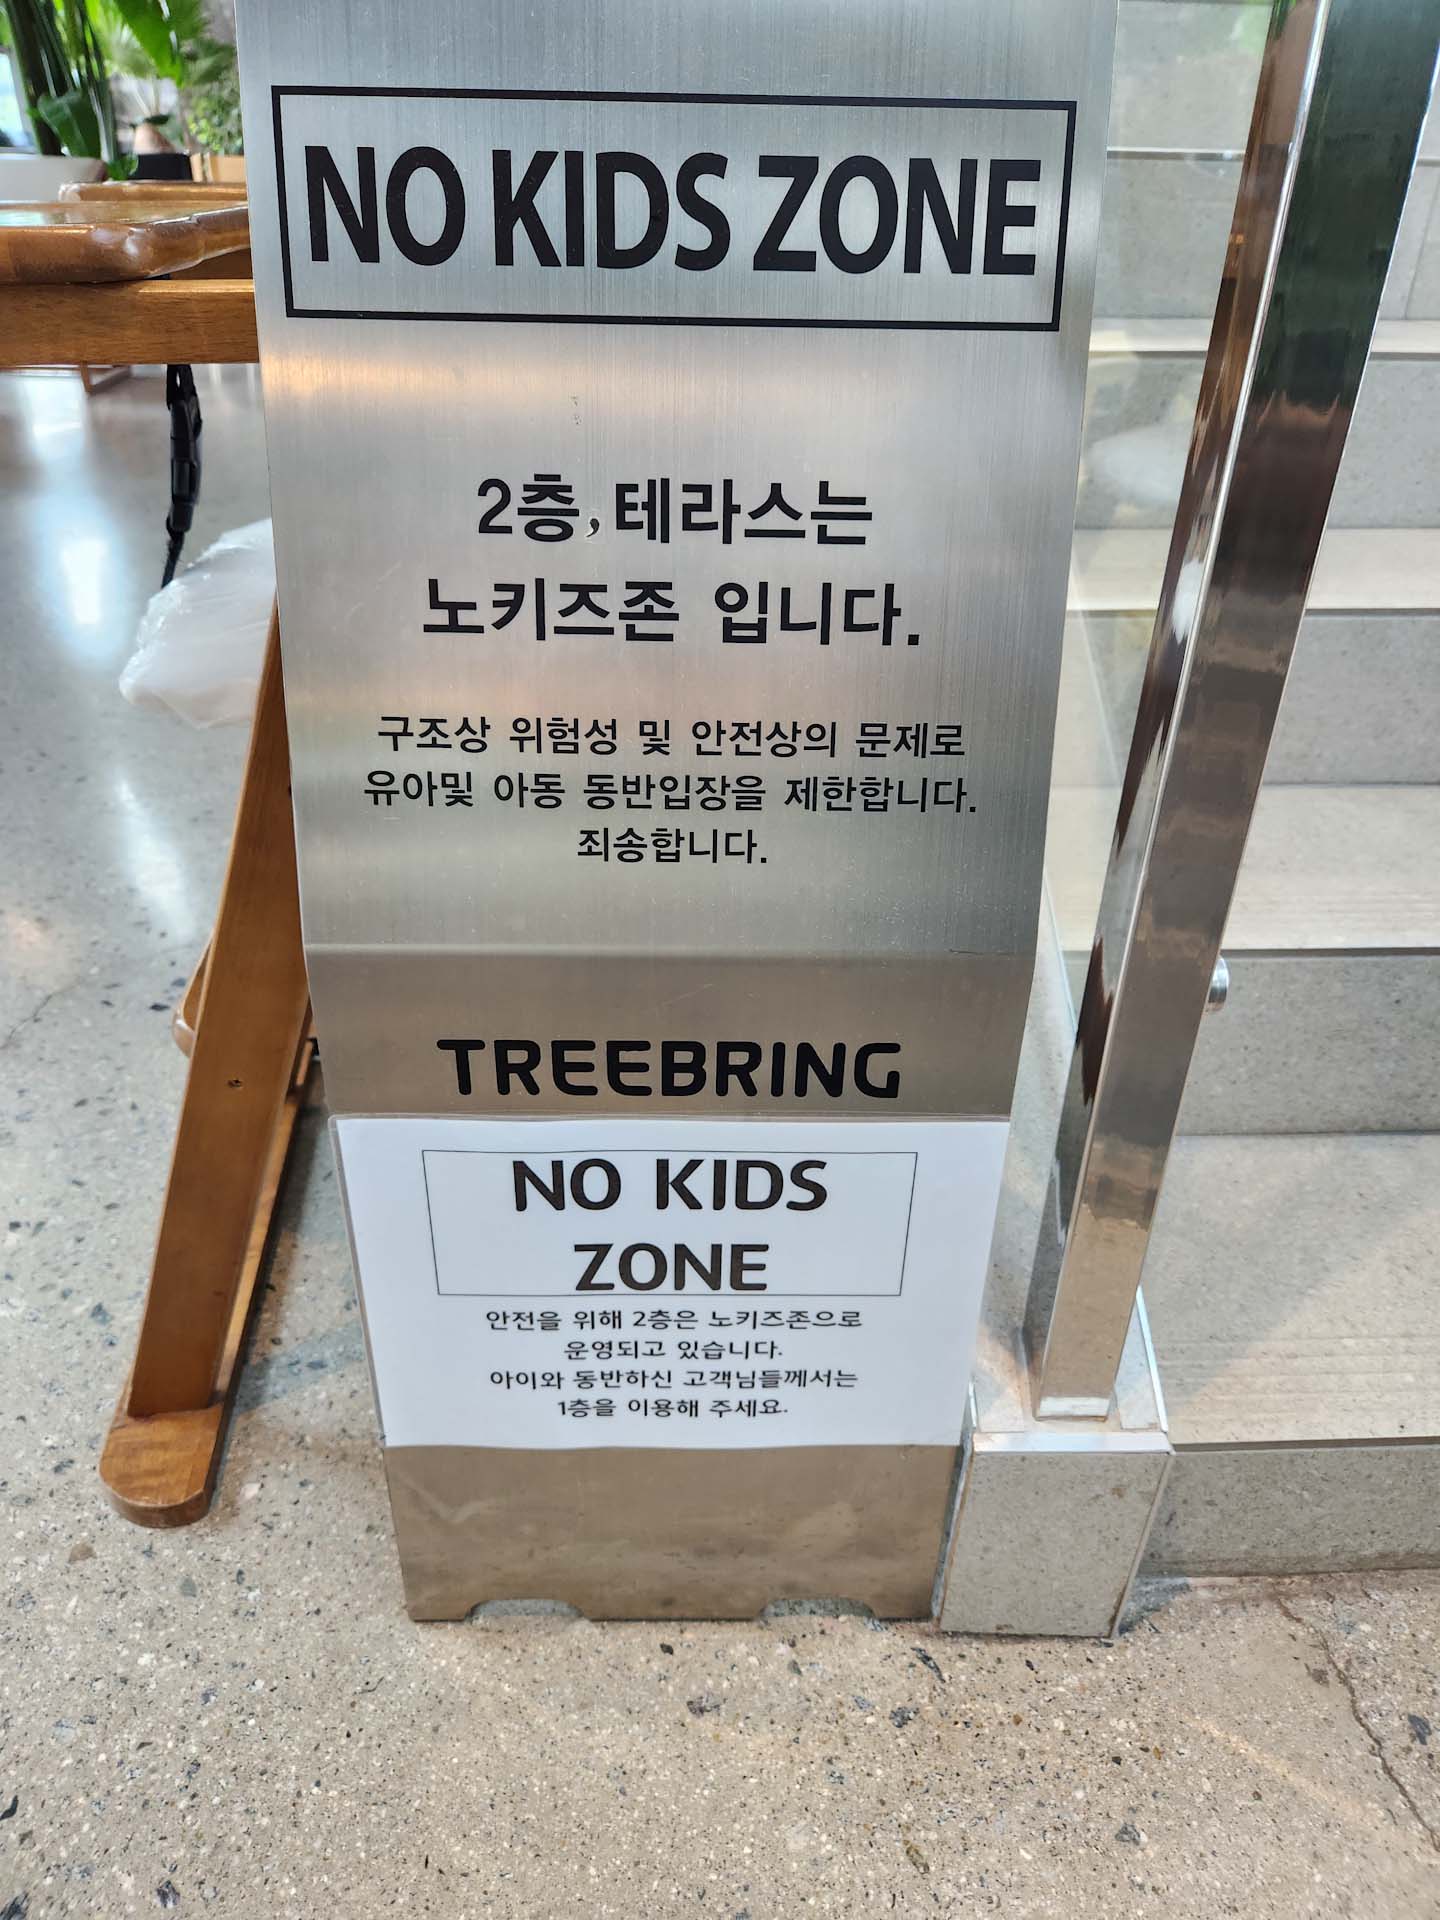 NO KIDS ZONE
2층, 테라스는
노키즈존 입니다.
구조상 위험성 및 안전상의 문제로
유아및 아동 동반입장을 제한합니다.
죄송합니다.
TREEBRING
NO KIDS
ZONE
안전을 위해 2층은 노키즈존으로
운영되고 있습니다.
아이와 동반하신 고객님들께서는
1층을 이용해 주세요.